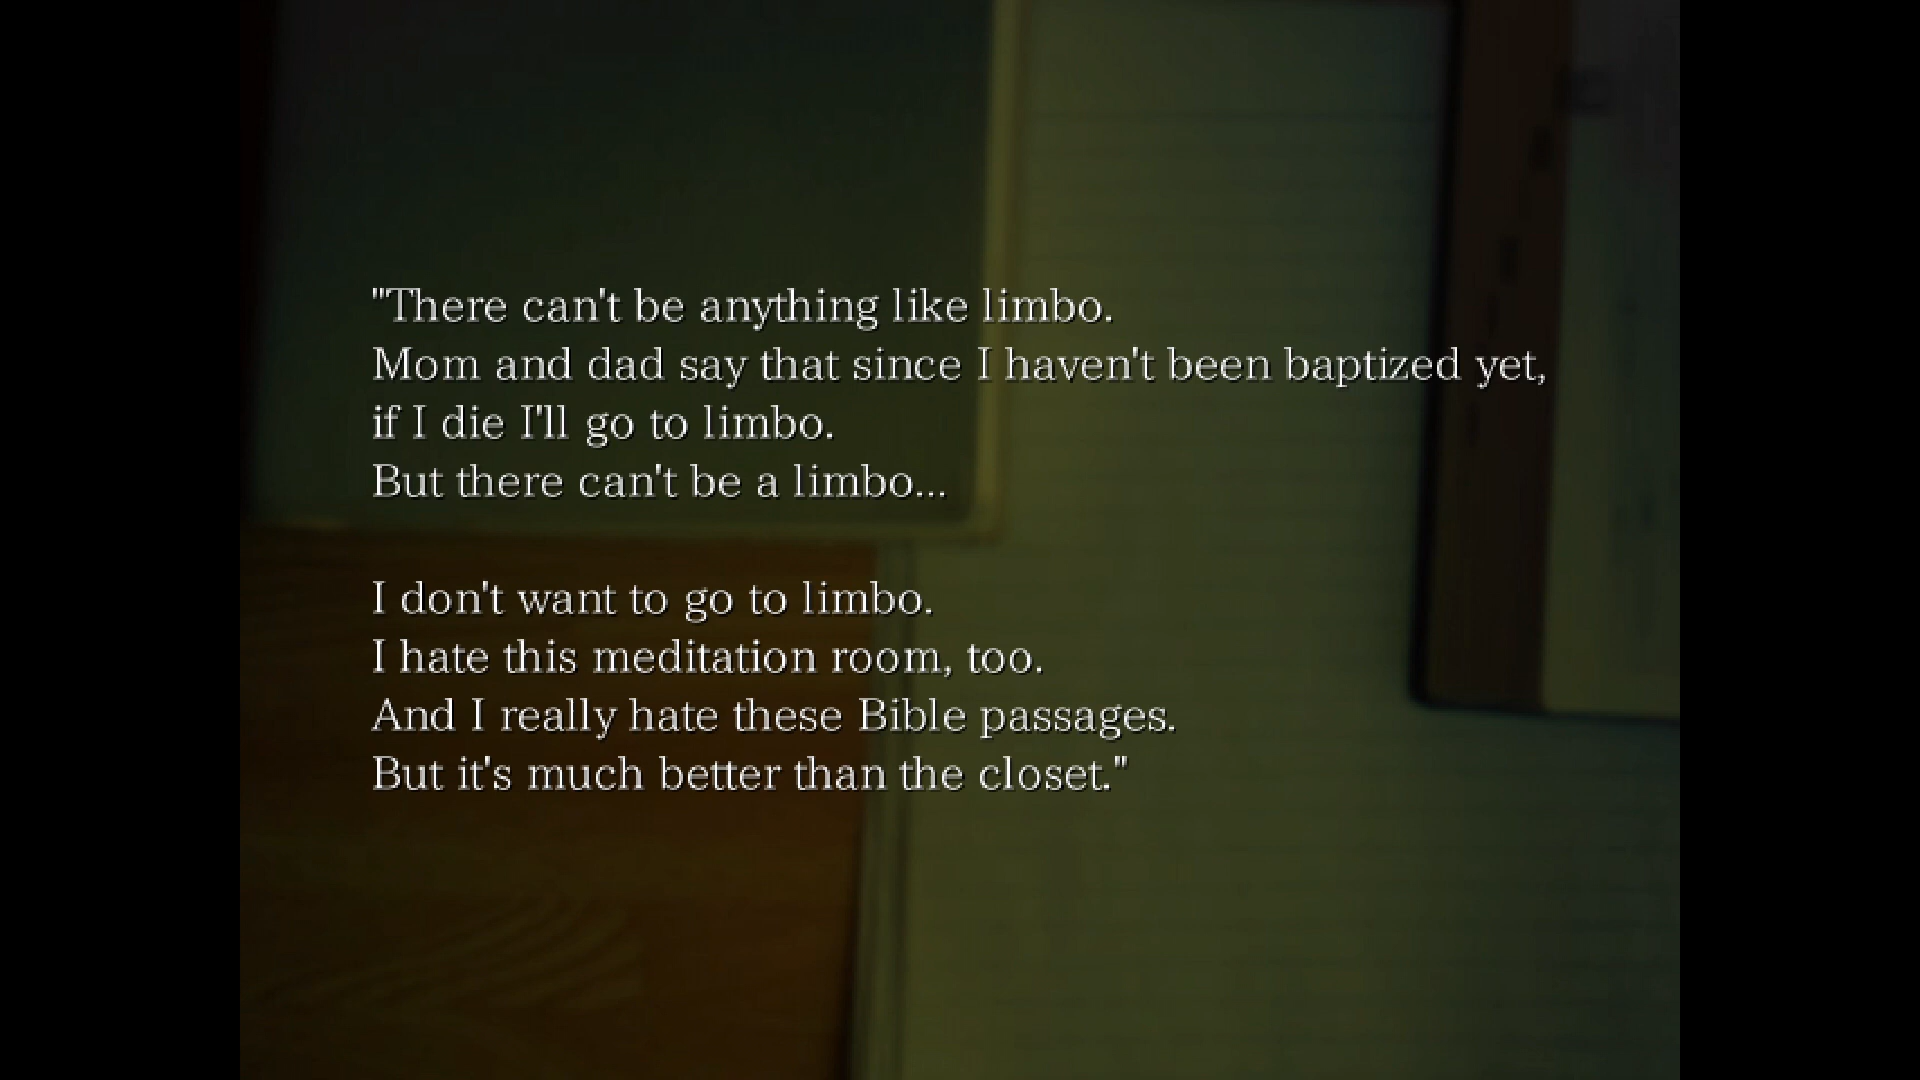 "There can't be anything like limbo.
Mom and dad say that since I haven't been baptized yet,
if I die I'll go to limbo.
But there can't be a limbo...
I don't want to go to limbo.
I hate this meditation room, too.
And I really hate these Bible passages.
But it's much better than the closet."